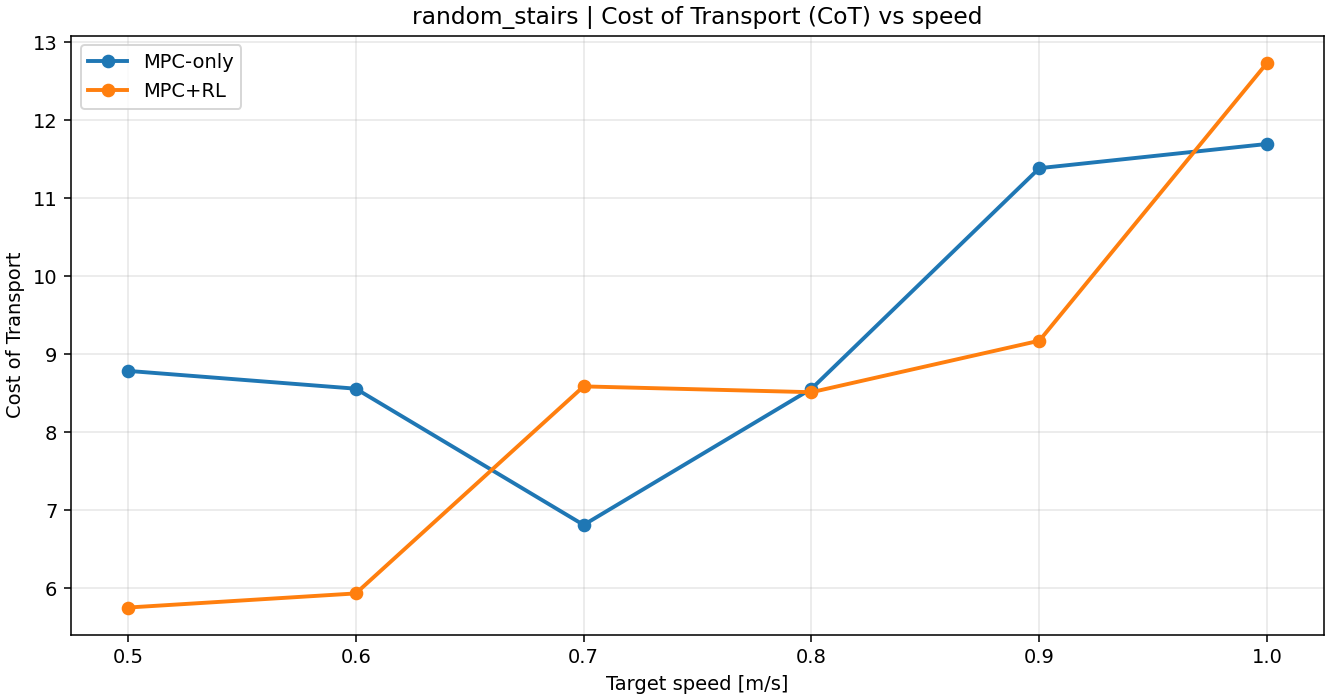 random_stairs | Cost of Transport (CoT) vs speed
MPC-only
MPC+RL
Cost of Transport
13
12
11
10
9
8
7
6
0.5 0.6 0.7 0.8 0.9 1.0
Target speed [m/s]